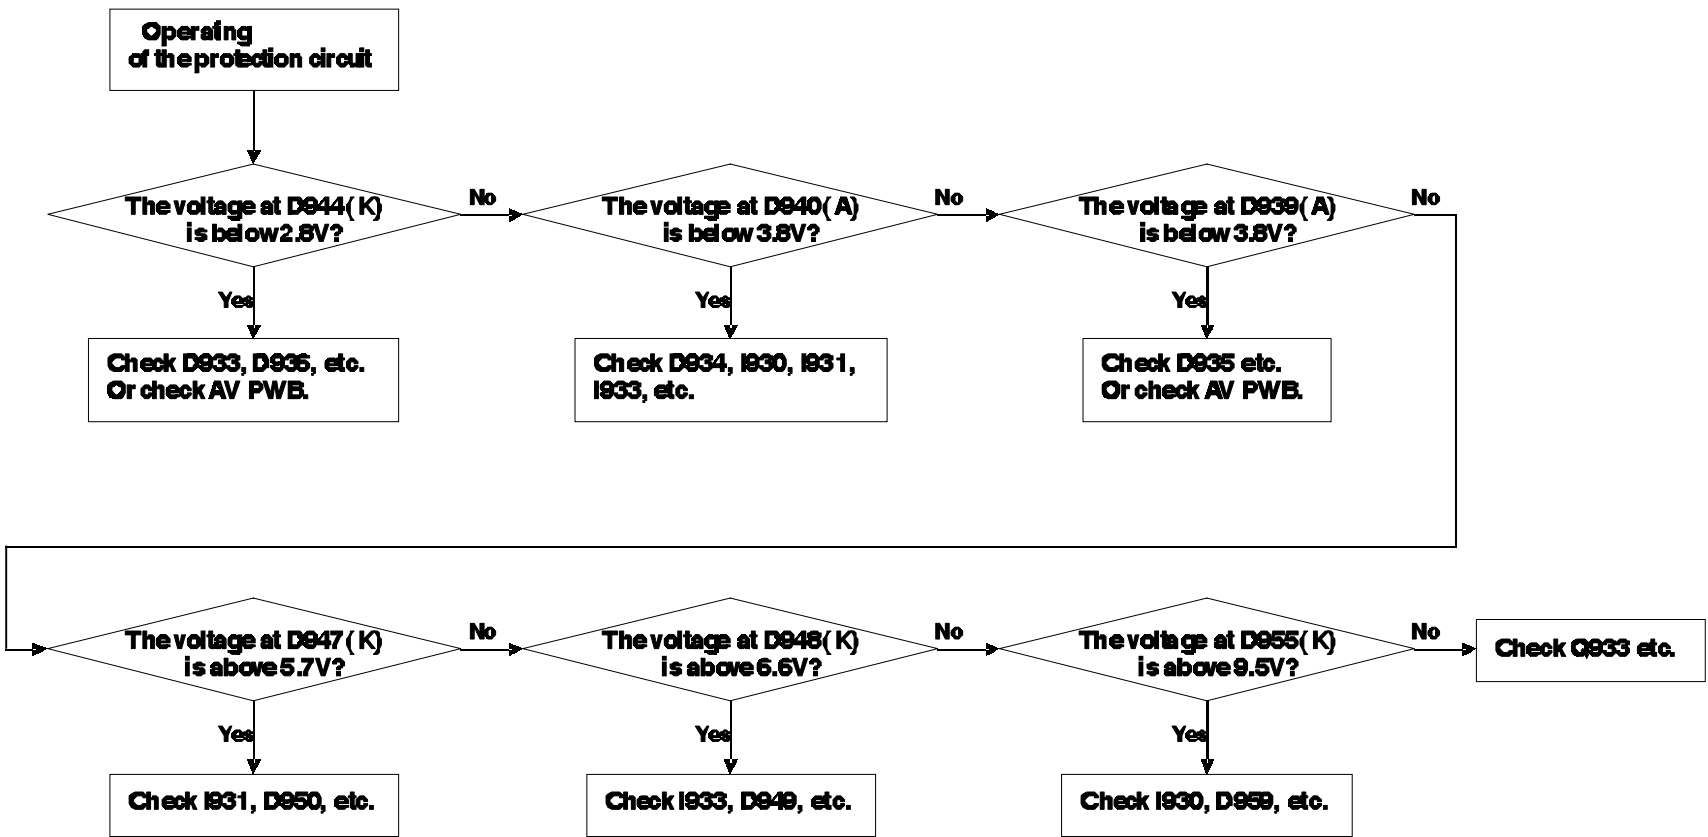 Operating
of the protection circuit
The voltage at D944( K)
is below 2.8V?
No
The voltage at D940( A)
is below 3.8V?
No
The voltage at D939( A)
is below 3.8V?
No
Yes
Yes
Yes
Check D933, D936, etc.
Or check AV PWB.
Check D934, I930, I931,
I933, etc.
Check D935 etc.
Or check AV PWB.
The voltage at D947( K)
is above 5.7V?
No
The voltage at D948( K)
is above 6.6V?
No
The voltage at D955( K)
is above 9.5V?
No
Check Q933 etc.
Yes
Yes
Yes
Check I931, D950, etc.
Check I933, D949, etc.
Check I930, D959, etc.